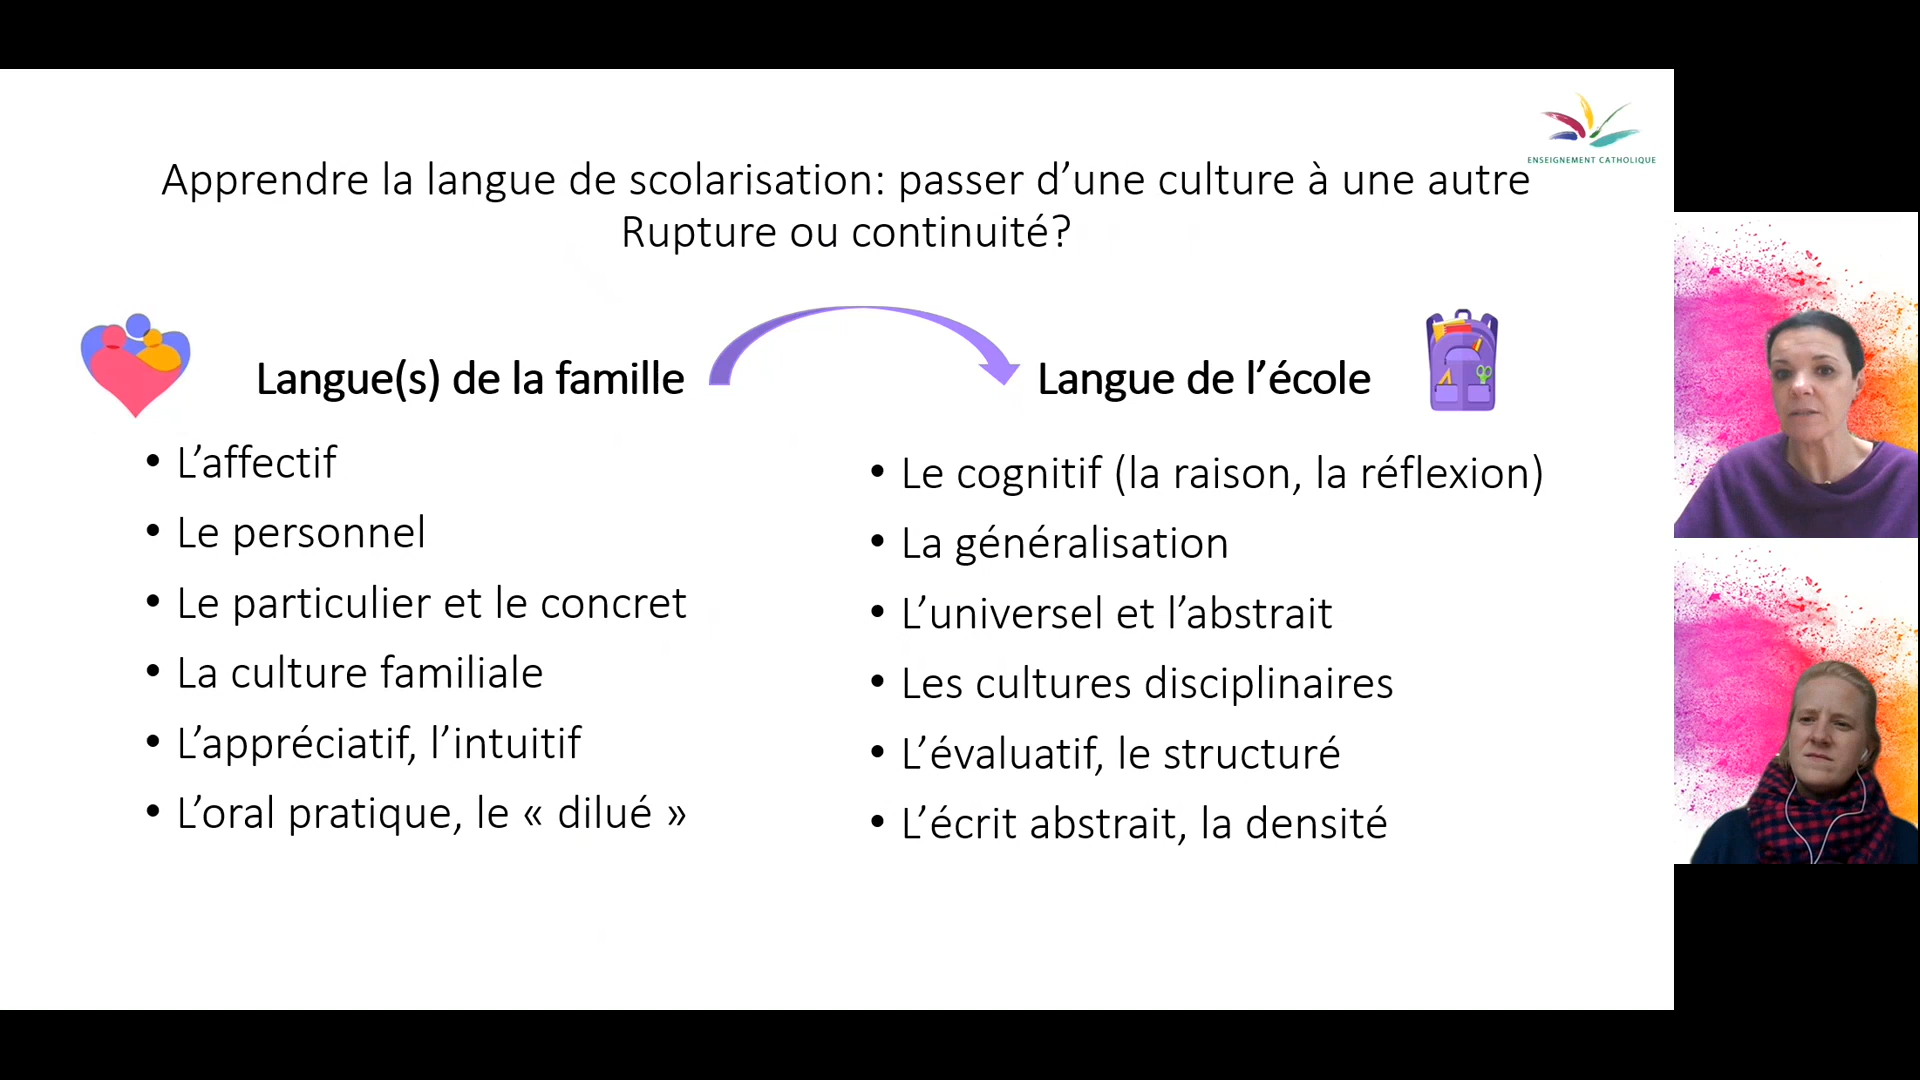 ENSEIGNEMENT CATHOLIQUE
Apprendre la langue de scolarisation: passer d’une culture à une autre
Rupture ou continuité?
Langue(s) de la famille
• L’affectif
• Le personnel
• Le particulier et le concret
• La culture familiale
• L’appréciatif, l’intuitif
• L’oral pratique, le « dilué »
Langue de l’école
• Le cognitif (la raison, la réflexion)
• La généralisation
• L’universel et l’abstrait
• Les cultures disciplinaires
• L’évaluatif, le structuré
• L’écrit abstrait, la densité